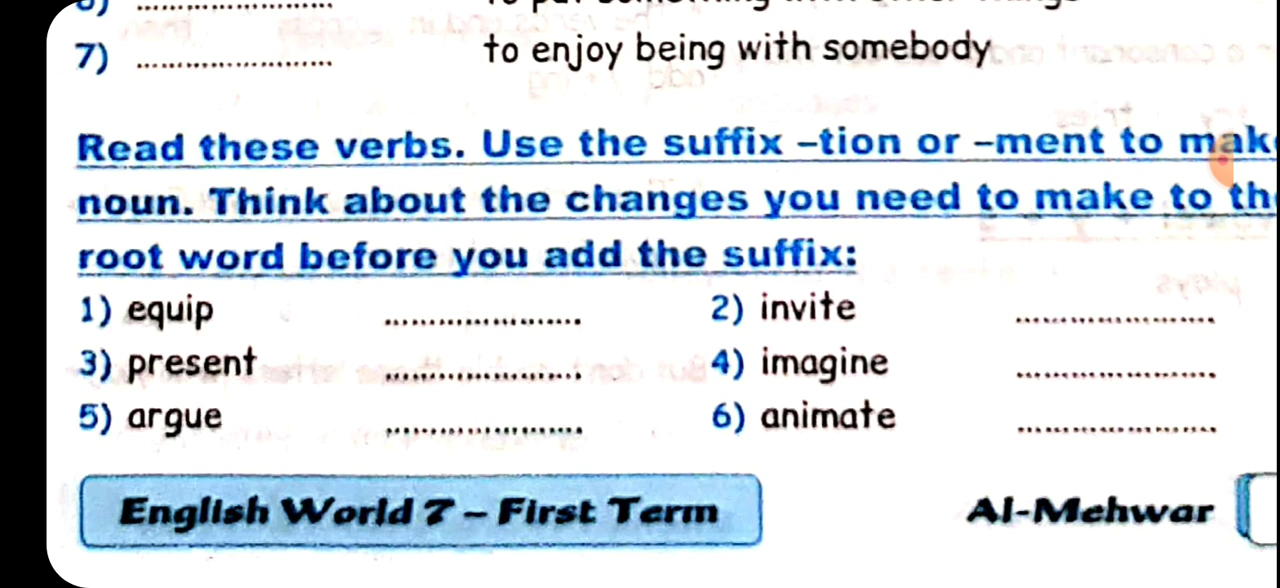 7) ........................ to enjoy being with somebody
Read these verbs. Use the suffix –tion or –ment to
noun. Think about the changes you need to make to
root word before you add the suffix:
1) equip ........................ 2) invite ........................
3) present ........................ 4) imagine ........................
5) argue ........................ 6) animate ........................
English World 7 – First Term Al-Mehwar